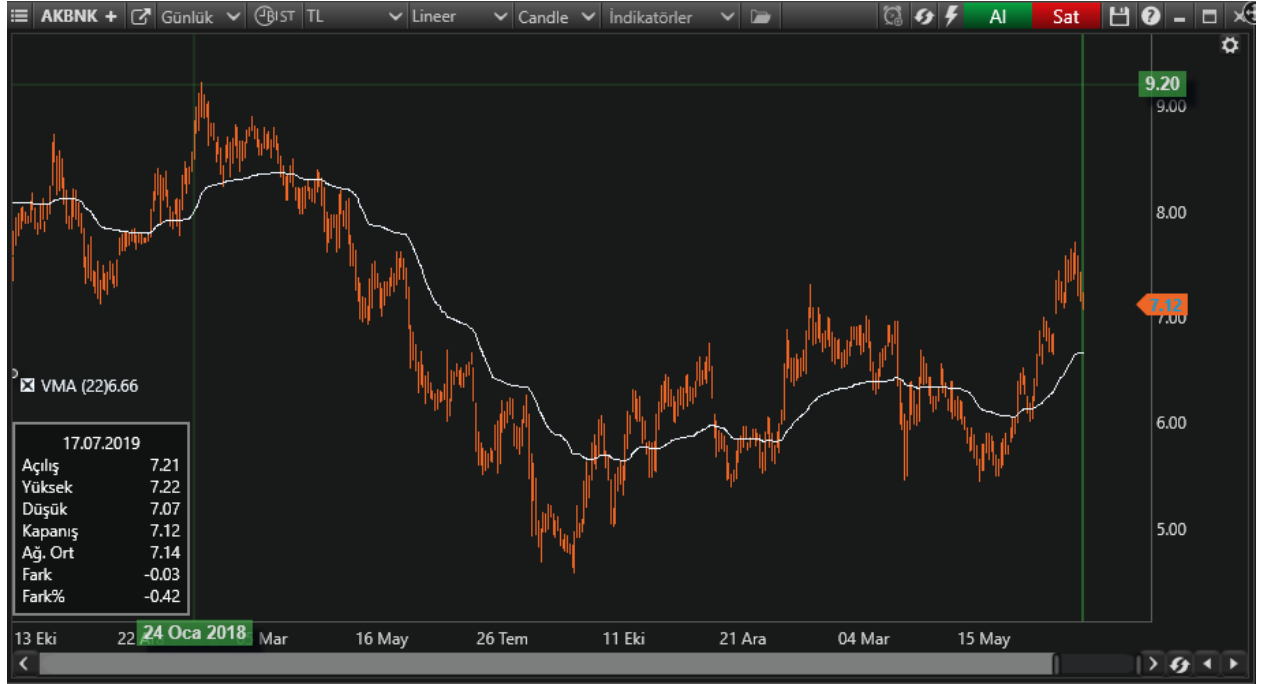 AKBNK + Günlük BIST TL Lineer Candle İndikatörler Al Sat
9.20
9.00
8.00
7.12
7.00
VMA (22)6.66
6.00
17.07.2019
Açılış 7.21
Yüksek 7.22
Düşük 7.07
Kapanış 7.12
Ağ. Ort 7.14
Fark -0.03
Fark% -0.42
5.00
13 Eki 22 24 Oca 2018 Mar 16 May 26 Tem 11 Eki 21 Ara 04 Mar 15 May